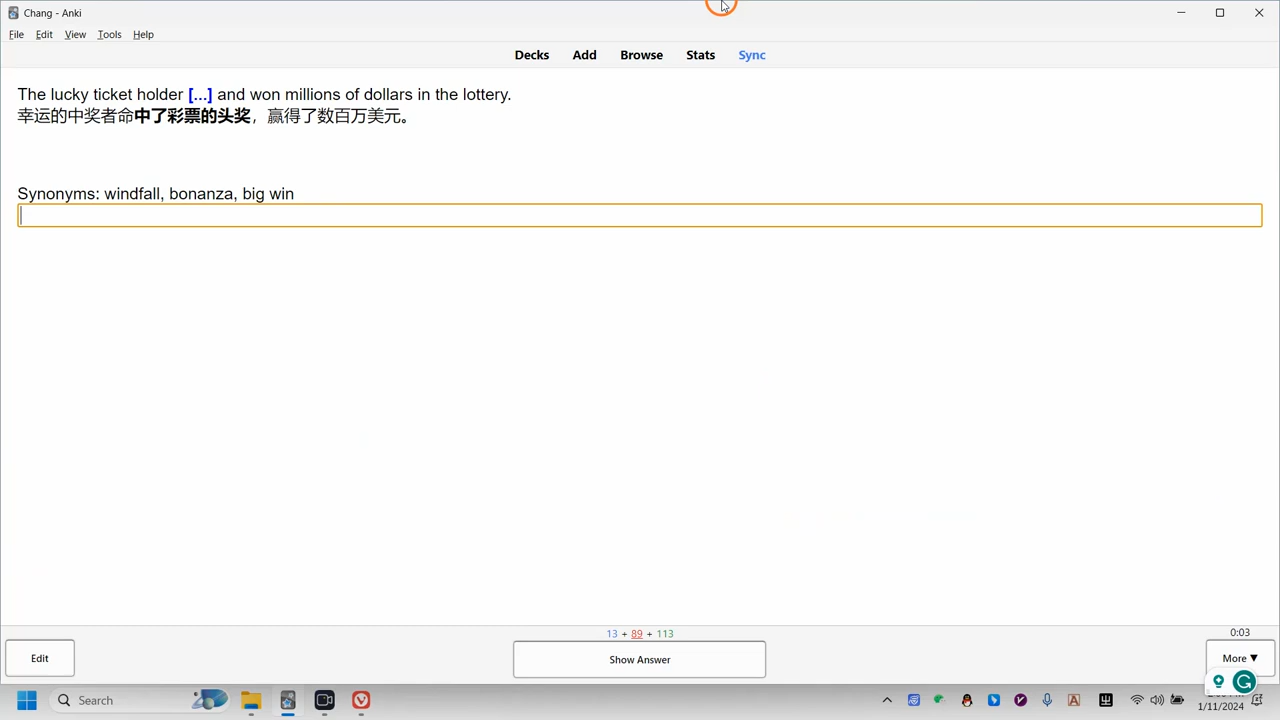 Chang - Anki
File Edit View Tools Help
Decks Add Browse Stats Sync
The lucky ticket holder [...] and won millions of dollars in the lottery.
幸运的中奖者命中了彩票的头奖，赢得了数百万美元。
Synonyms: windfall, bonanza, big win
13 + 89 + 113
0:03
Edit
Show Answer
More ▼
Search
1/11/2024